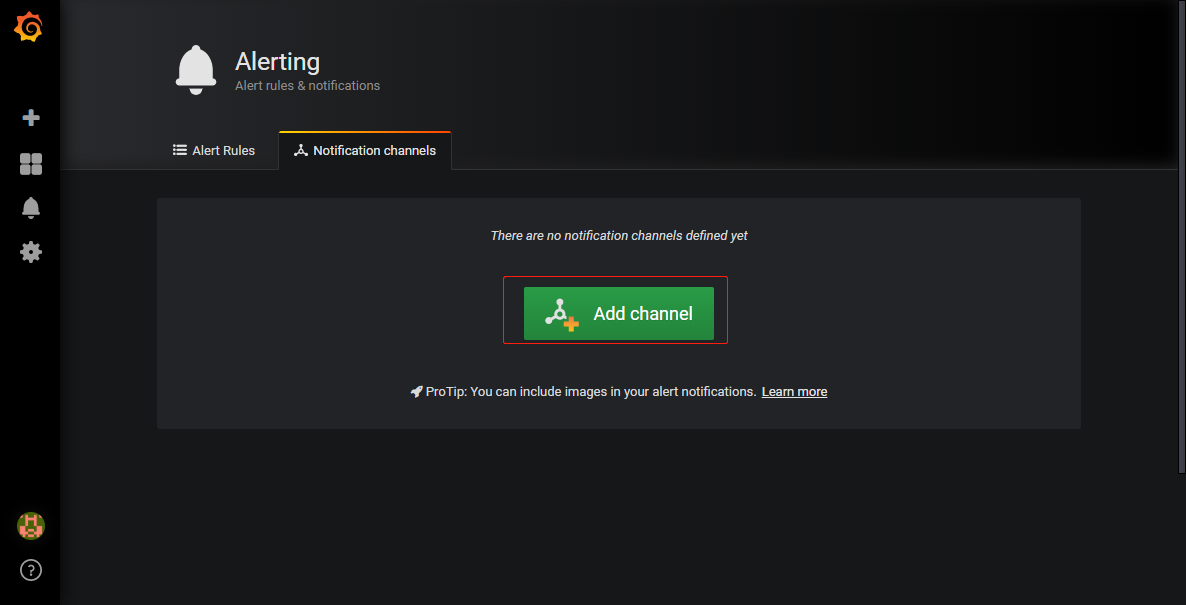 Alerting
Alert rules & notifications
Alert Rules
Notification channels
There are no notification channels defined yet
Add channel
ProTip: You can include images in your alert notifications. Learn more
?